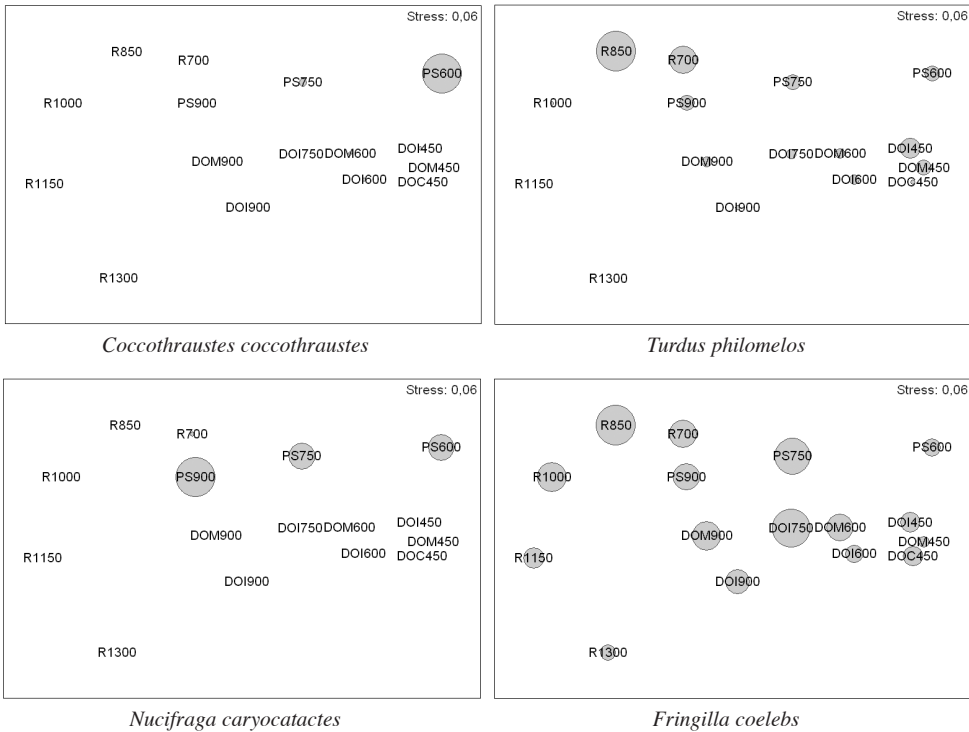 Stress: 0,06
R850
R700
PS750
PS600
R1000
PS900
DOM900
DOI750
DOM600
DOI450
DOM450
R1150
DOI600
DOC450
DOI900
R1300
Coccothraustes coccothraustes
Stress: 0,06
R850
R700
PS750
PS600
R1000
PS900
DOM900
DOI750
DOM600
DOI450
DOM450
R1150
DOI600
DOC450
DOI900
R1300
Turdus philomelos
Stress: 0,06
R850
R700
PS750
PS600
R1000
PS900
DOM900
DOI750
DOM600
DOI450
DOM450
R1150
DOI600
DOC450
DOI900
R1300
Nucifraga caryocatactes
Stress: 0,06
R850
R700
PS750
PS600
R1000
PS900
DOM900
DOI750
DOM600
DOI450
DOM450
R1150
DOI600
DOC450
DOI900
R1300
Fringilla coelebs